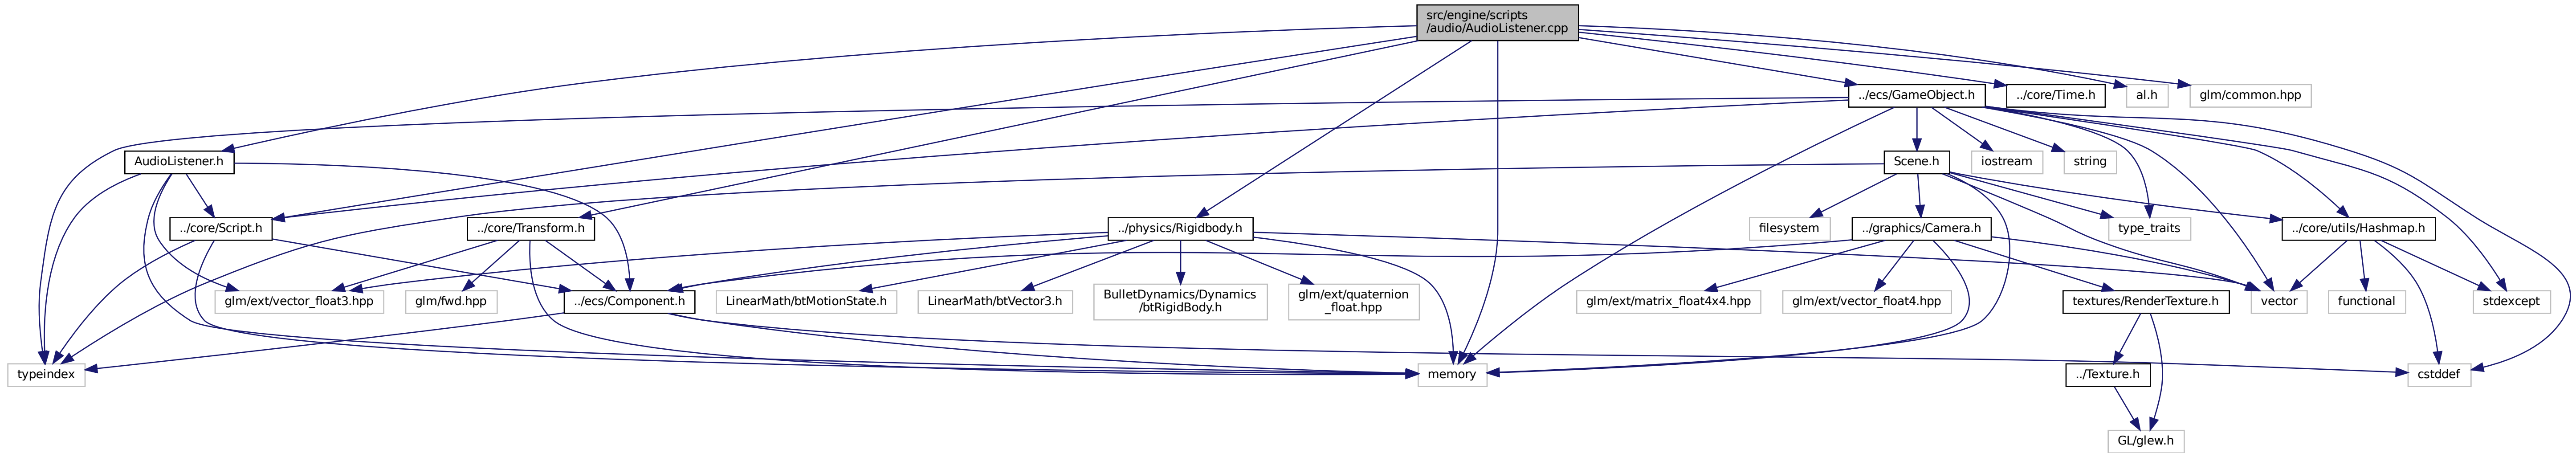 src/engine/scripts
/audio/AudioListener.cpp
../ecs/GameObject.h
../core/Time.h
al.h
glm/common.hpp
AudioListener.h
Scene.h
iostream
string
../core/Script.h
../core/Transform.h
../physics/Rigidbody.h
filesystem
../graphics/Camera.h
type_traits
../core/utils/Hashmap.h
glm/ext/vector_float3.hpp
glm/fwd.hpp
../ecs/Component.h
LinearMath/btMotionState.h
LinearMath/btVector3.h
BulletDynamics/Dynamics
/btRigidBody.h
glm/ext/quaternion
_float.hpp
glm/ext/matrix_float4x4.hpp
glm/ext/vector_float4.hpp
textures/RenderTexture.h
vector
functional
stdexcept
typeindex
memory
../Texture.h
cstddef
GL/glew.h